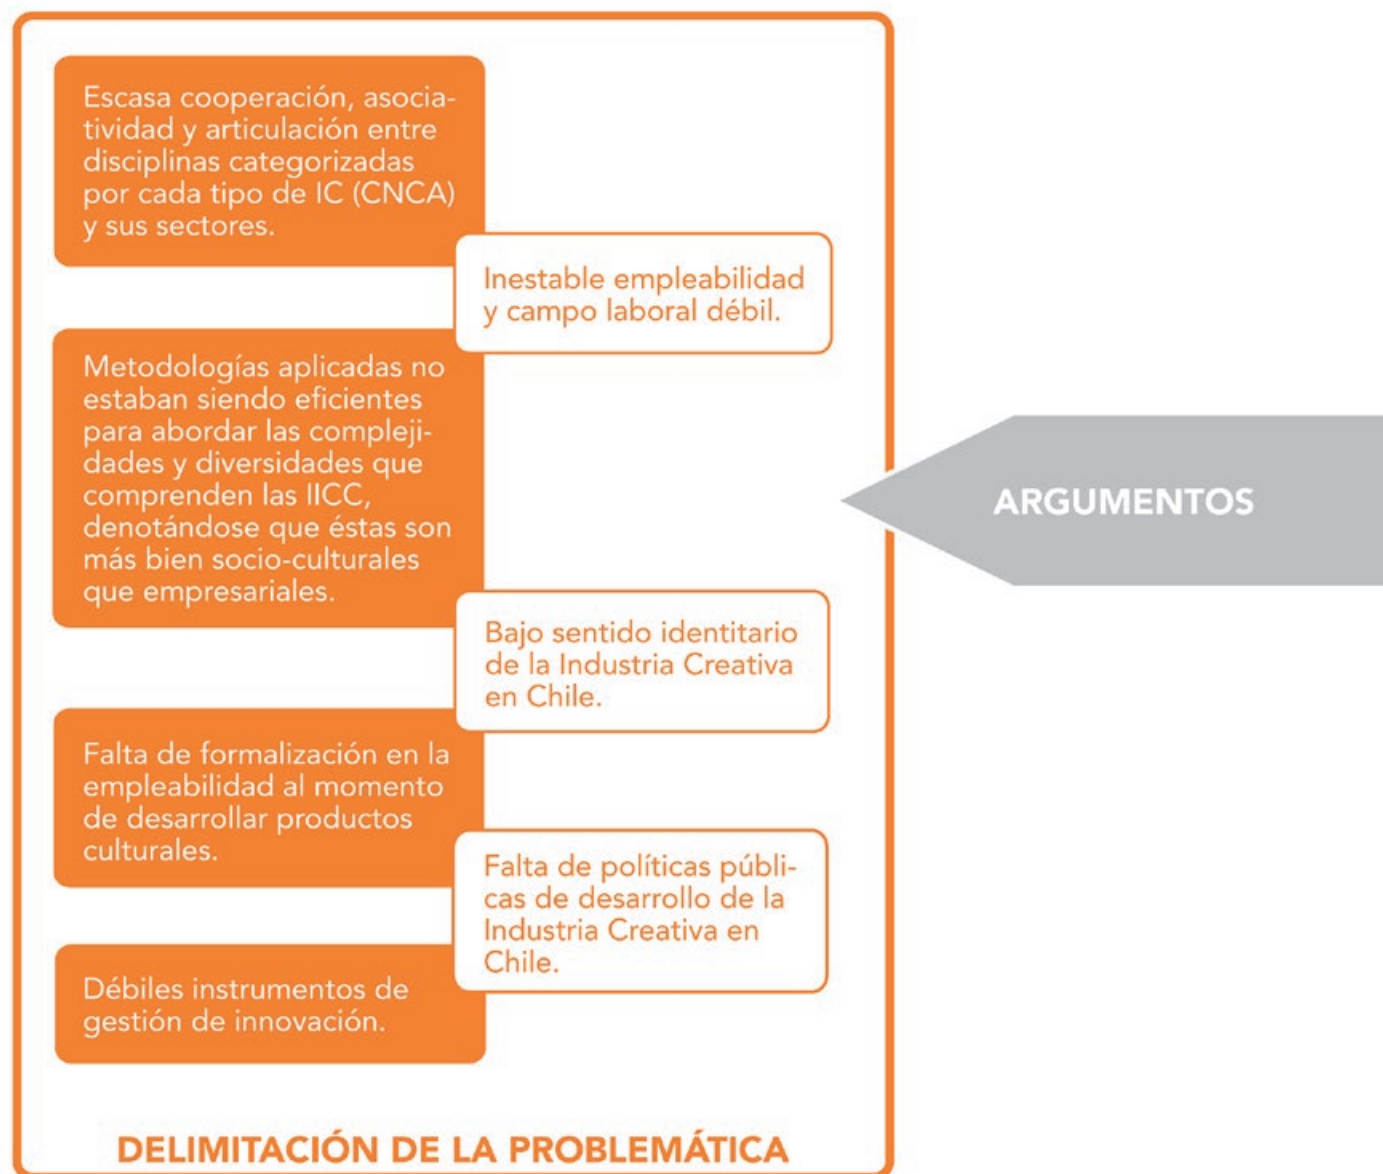 Escasa cooperación, asocia-
tividad y articulación entre
disciplinas categorizadas
por cada tipo de IC (CNCA)
y sus sectores.
Inestable empleabilidad
y campo laboral débil.
Metodologías aplicadas no
estaban siendo eficientes
para abordar las compleji-
dades y diversidades que
comprenden las IICC,
denotándose que éstas son
más bien socio-culturales
que empresariales.
ARGUMENTOS
Bajo sentido identitario
de la Industria Creativa
en Chile.
Falta de formalización en la
empleabilidad al momento
de desarrollar productos
culturales.
Falta de políticas públi-
cas de desarrollo de la
Industria Creativa en
Chile.
Débiles instrumentos de
gestión de innovación.
DELIMITACIÓN DE LA PROBLEMÁTICA